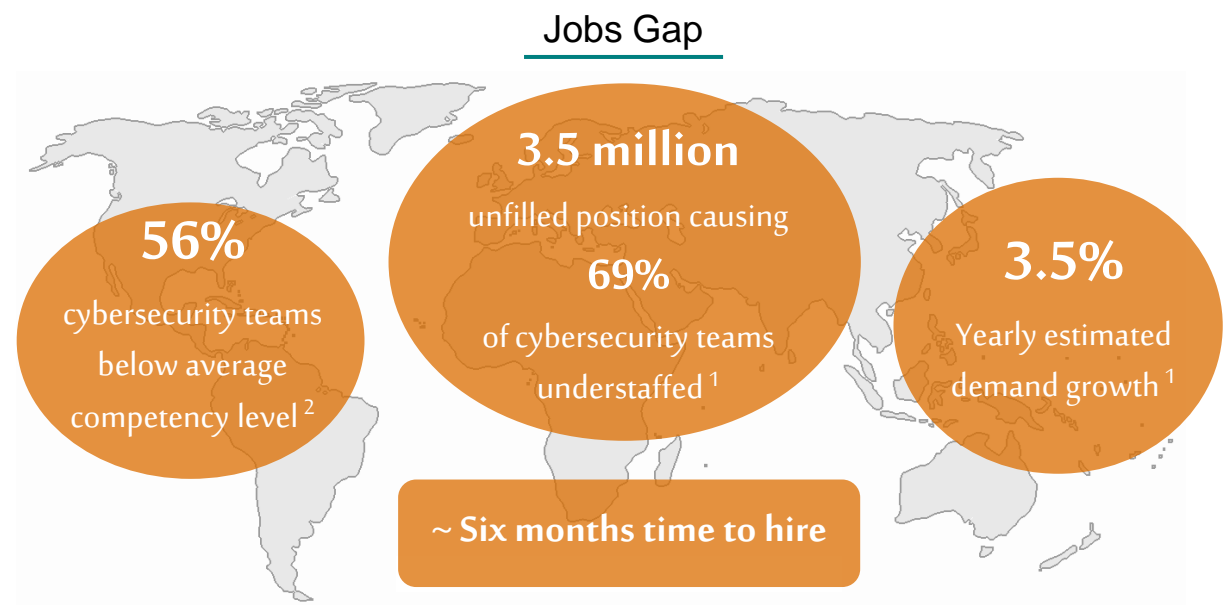 Jobs Gap
56%
cybersecurity teams
below average
competency level 2
3.5 million
unfilled position causing
69%
of cybersecurity teams
understaffed 1
3.5%
Yearly estimated
demand growth 1
~ Six months time to hire